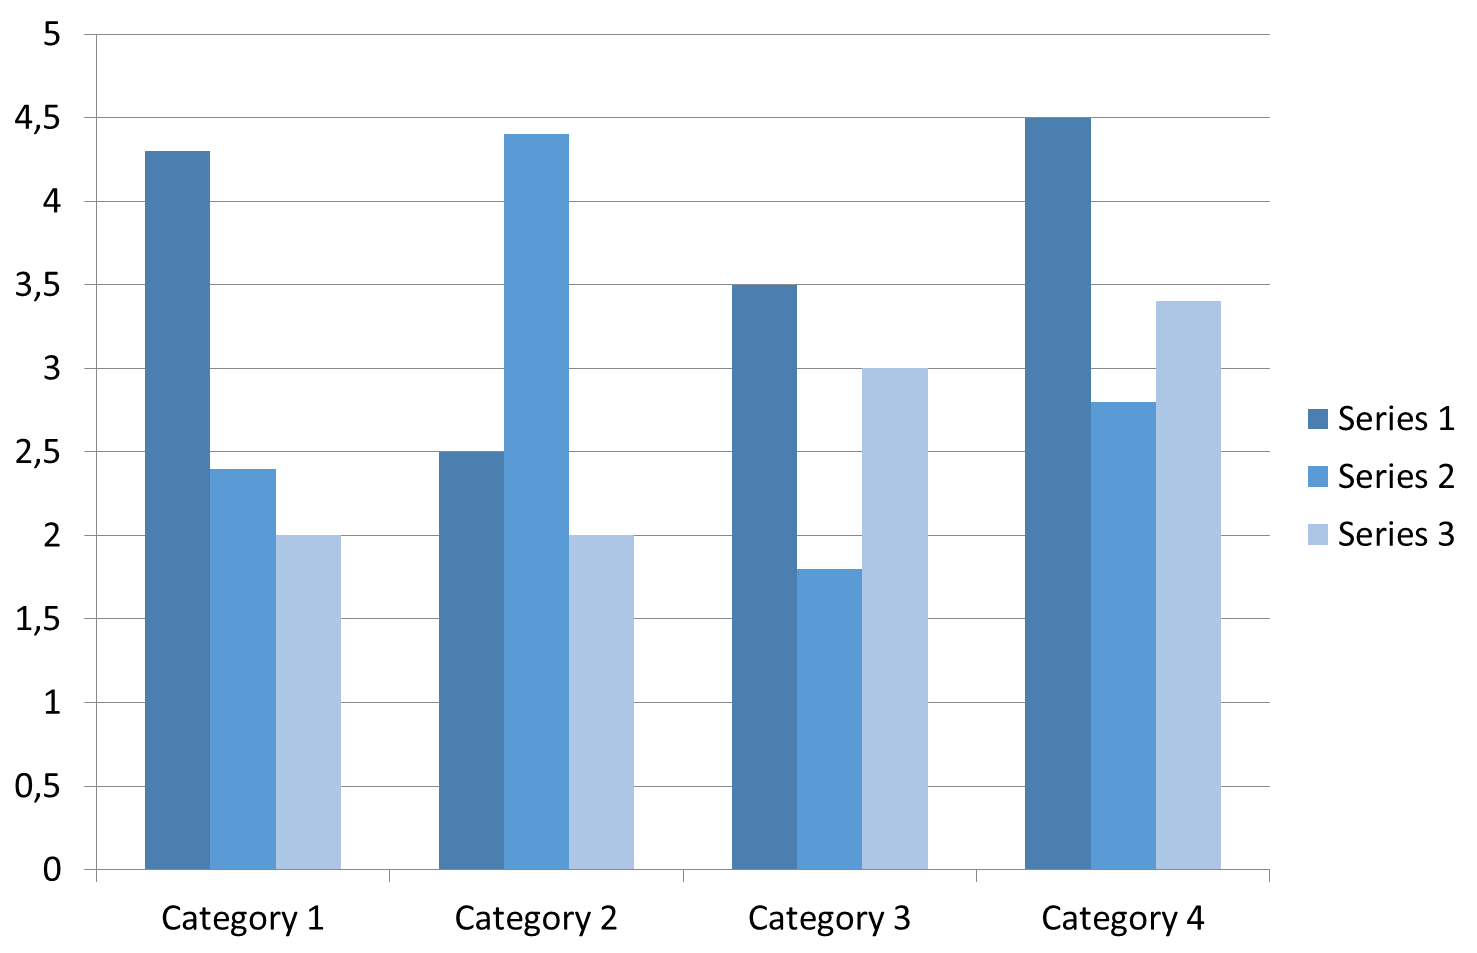 5
4,5
4
3,5
3
2,5
2
1,5
1
0,5
0
Category 1 Category 2 Category 3 Category 4
Series 1
Series 2
Series 3